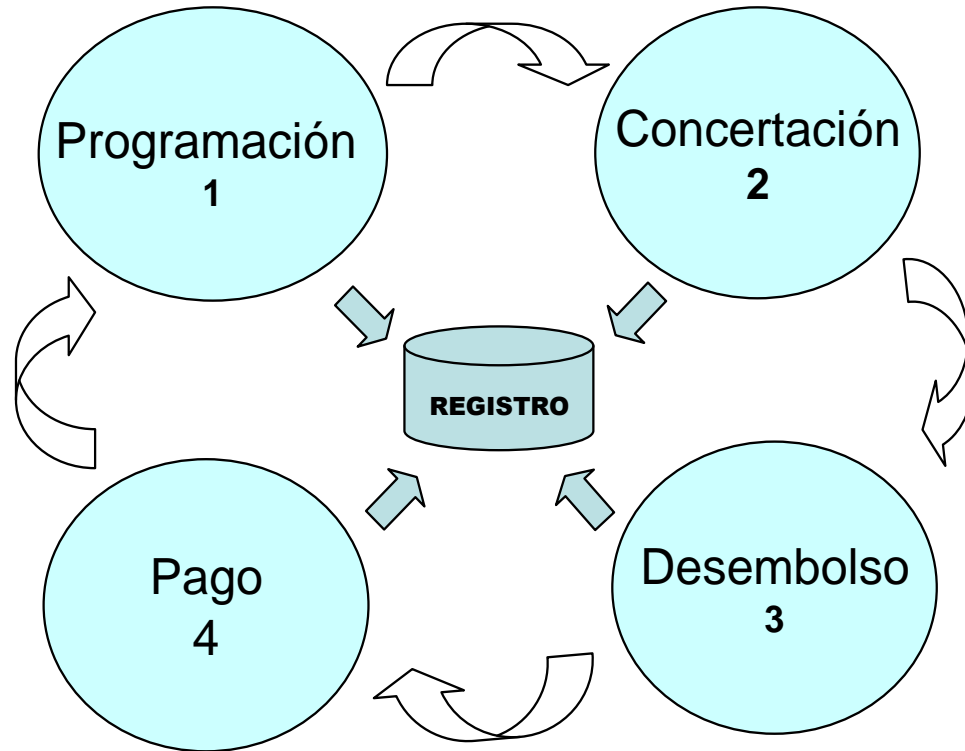 Programación
1
Concertación
2
REGISTRO
Desembolso
3
Pago
4